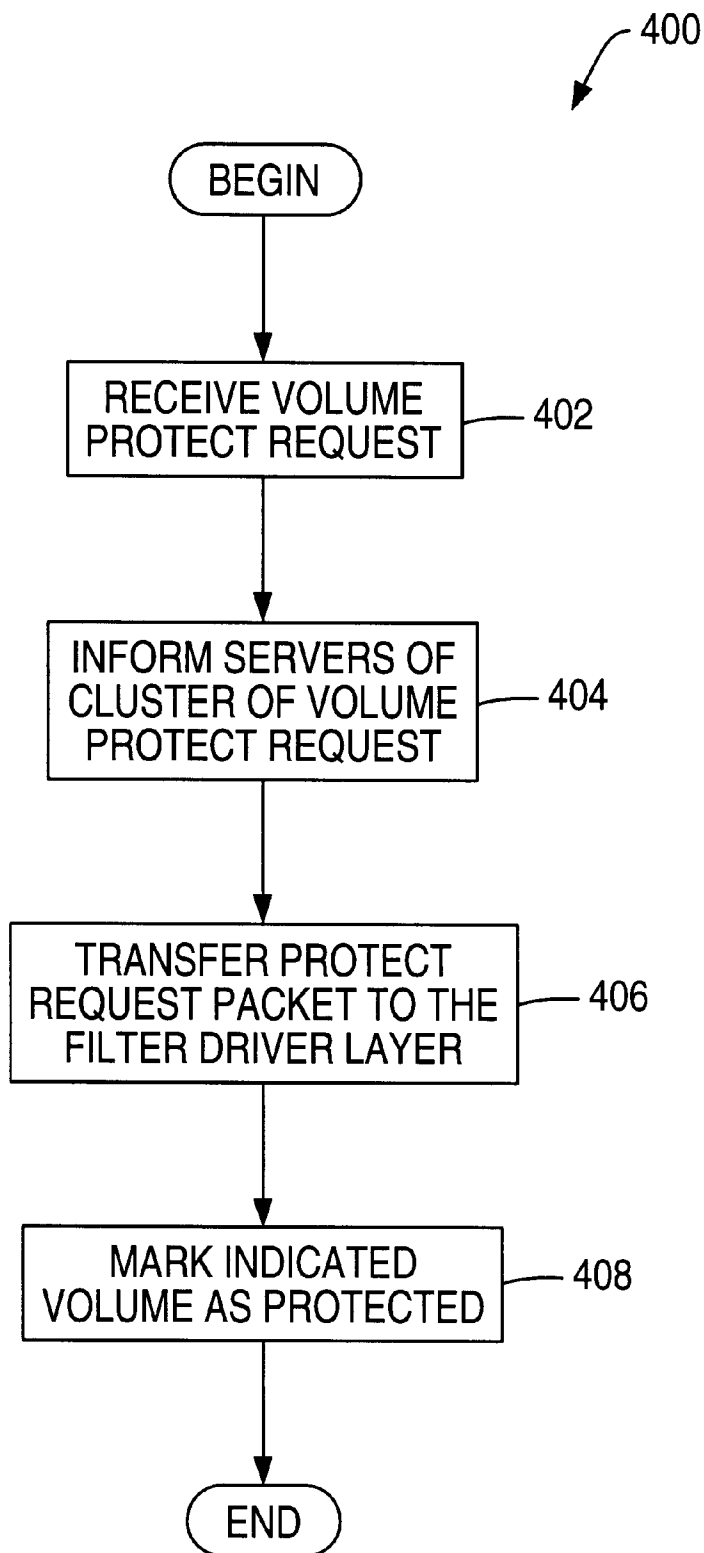 400
BEGIN
RECEIVE VOLUME
PROTECT REQUEST
402
INFORM SERVERS OF
CLUSTER OF VOLUME
PROTECT REQUEST
404
TRANSFER PROTECT
REQUEST PACKET TO THE
FILTER DRIVER LAYER
406
MARK INDICATED
VOLUME AS PROTECTED
408
END